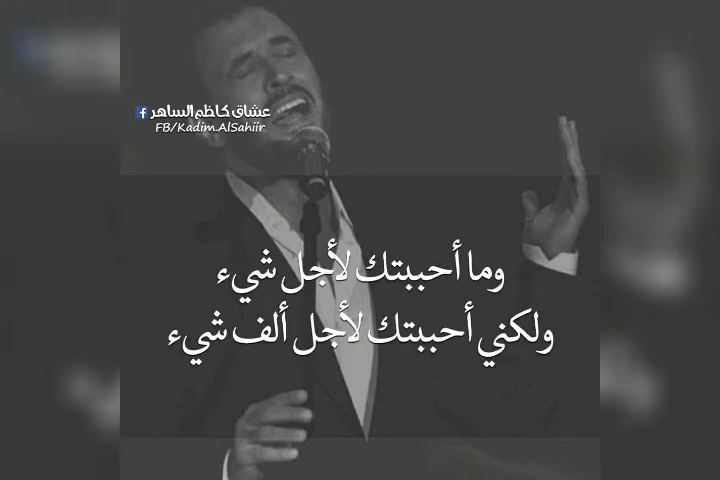 عشاق كاظم الساهر
FB/Kadim.AlSahiir
وما أحببتك لأجل شيء
ولكني أحببتك لأجل ألف شيء